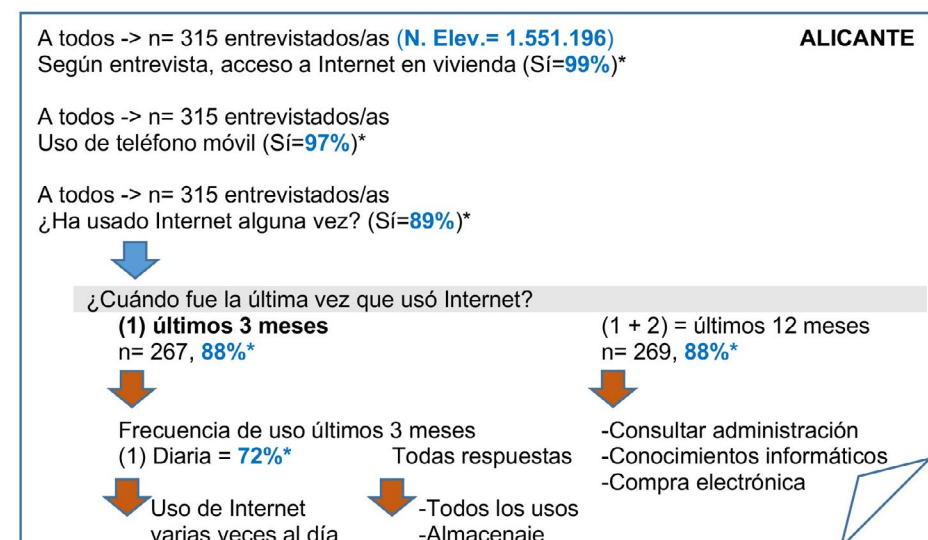 A todos -> n= 315 entrevistados/as (N. Elev.= 1.551.196)
ALICANTE
Según entrevista, acceso a Internet en vivienda (Sí=99%)*
A todos -> n= 315 entrevistados/as
Uso de teléfono móvil (Sí=97%)*
A todos -> n= 315 entrevistados/as
¿Ha usado Internet alguna vez? (Sí=89%)*
¿Cuándo fue la última vez que usó Internet?
(1) últimos 3 meses
n= 267, 88%*
(1 + 2) = últimos 12 meses
n= 269, 88%*
Frecuencia de uso últimos 3 meses
(1) Diaria = 72%*
Todas respuestas
-Consultar administración
-Conocimientos informáticos
-Compra electrónica
Uso de Internet
varias veces al día
-Todos los usos
-Almacenaje